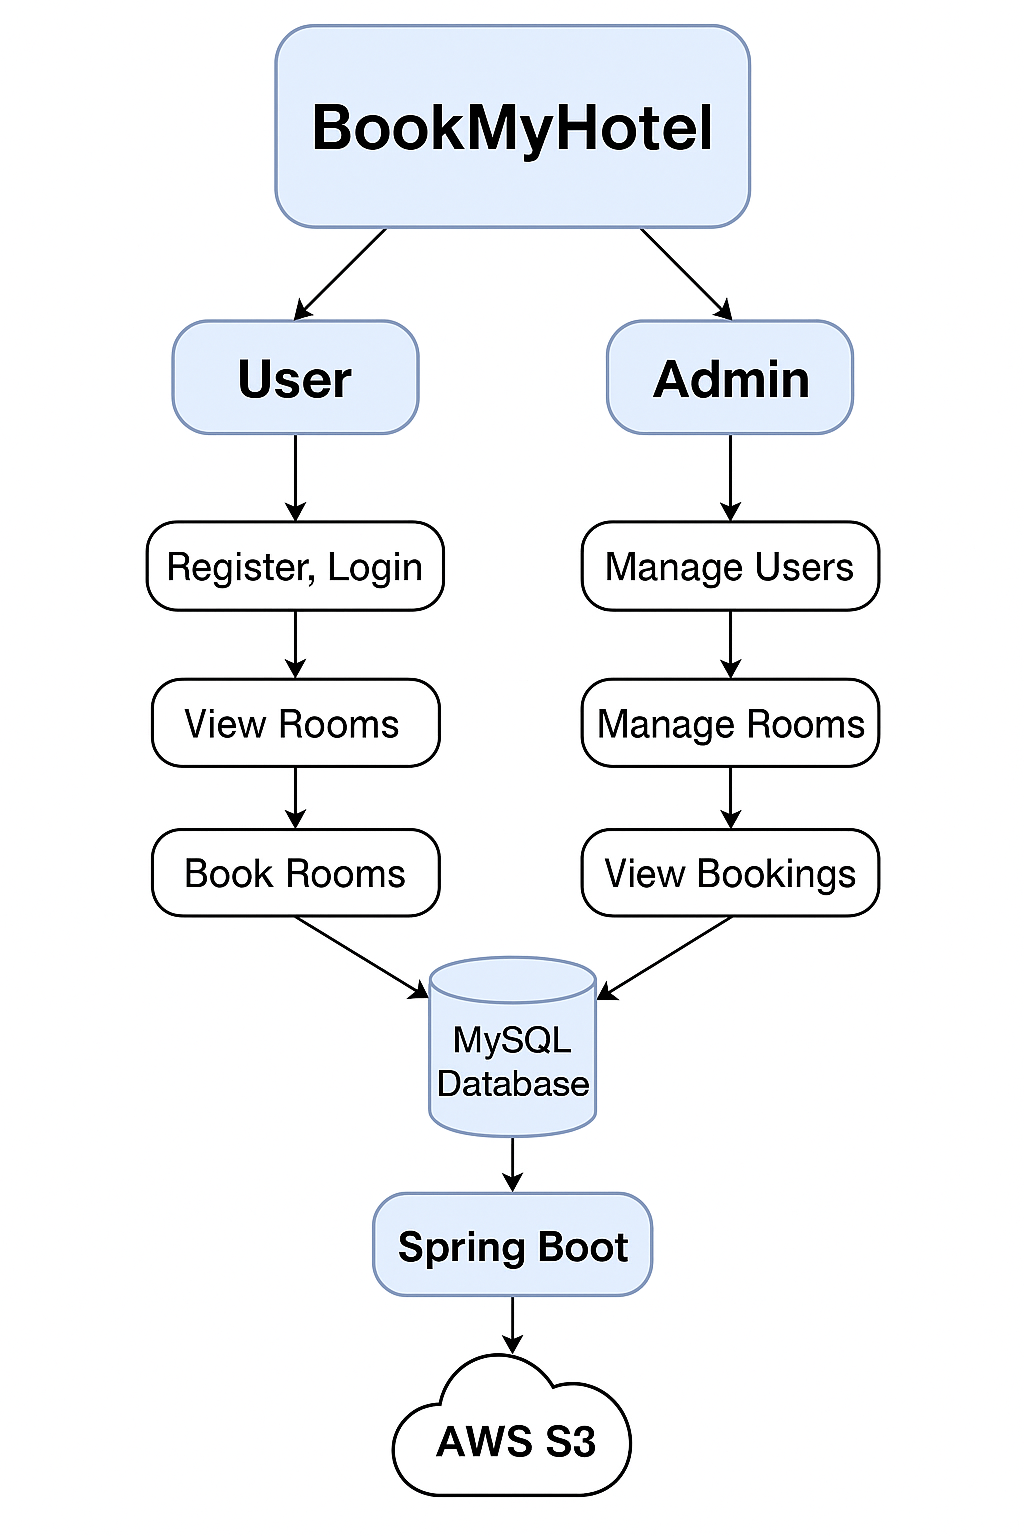 BookMyHotel
User
Admin
Register, Login
Manage Users
View Rooms
Manage Rooms
Book Rooms
View Bookings
MySQL
Database
Spring Boot
AWS S3